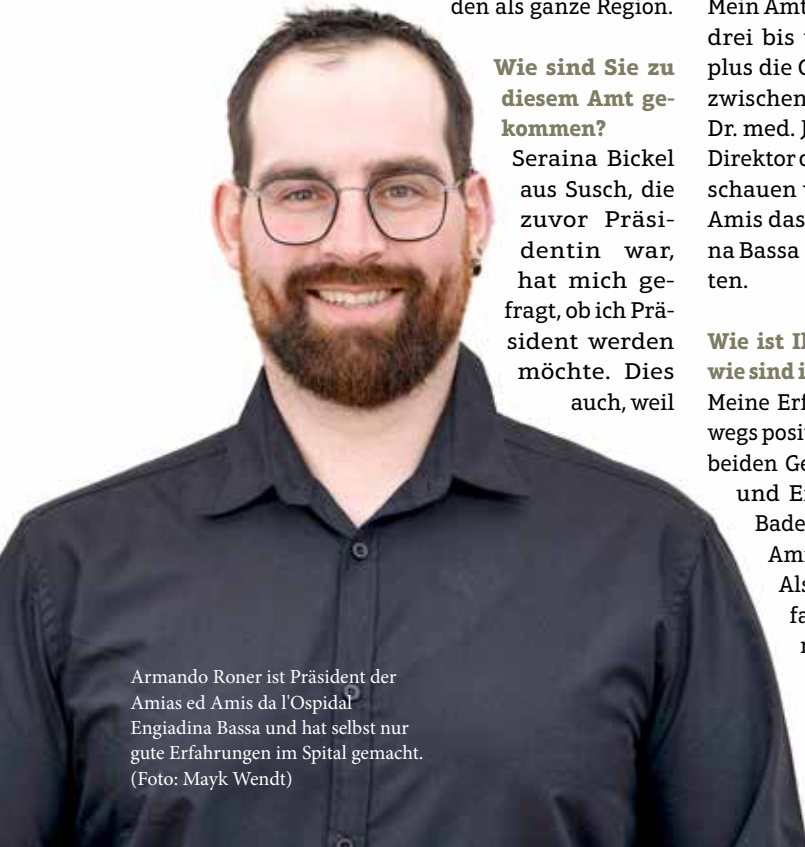 den als ganze Region.
Wie sind Sie zu
diesem Amt ge-
kommen?
Seraina Bickel
aus Susch, die
zuvor Präsi-
dentin war,
hat mich ge-
fragt, ob ich Prä-
sident werden
möchte. Dies
auch, weil
Mein Amt
drei bis
plus die
zwischen
Dr. med.
Direktor
schauen
Amis das
na Bassa
ten.
Wie ist
wie sind
Meine Erf
wegs posit
beiden Ge
und
Bade
Am
Als
fa
Armando Roner ist Präsident der
Amias ed Amis da l'Ospidal
Engiadina Bassa und hat selbst nur
gute Erfahrungen im Spital gemacht.
(Foto: Mayk Wendt)